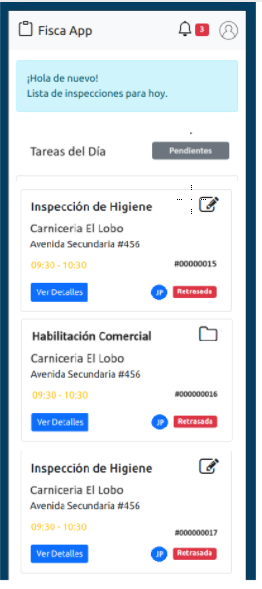 Fisca App
3
¡Hola de nuevo!
Lista de inspecciones para hoy.
Tareas del Día
Pendientes
Inspección de Higiene
Carniceria El Lobo
Avenida Secundaria #456
09:30 - 10:30
#00000015
Ver Detalles
JP
Retrasada
Habilitación Comercial
Carniceria El Lobo
Avenida Secundaria #456
09:30 - 10:30
#000000016
Ver Detalles
JP
Retrasada
Inspección de Higiene
Carniceria El Lobo
Avenida Secundaria #456
09:30 - 10:30
#000000017
Ver Detalles
JP
Retrasada